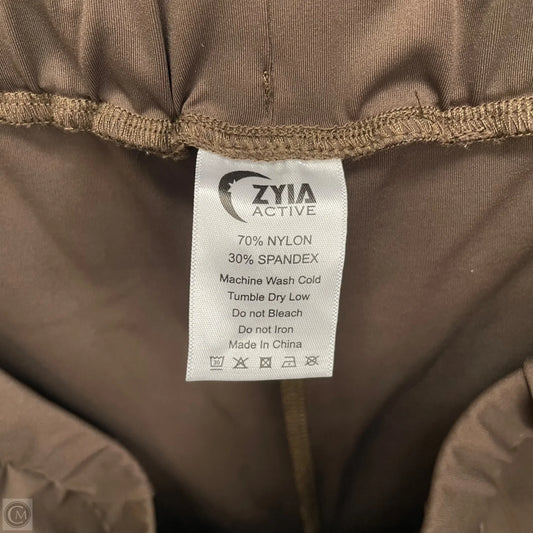 ZYIA
ACTIVE
70% NYLON
30% SPANDEX
Machine Wash Cold
Tumble Dry Low
Do not Bleach
Do not Iron
Made In China
CM